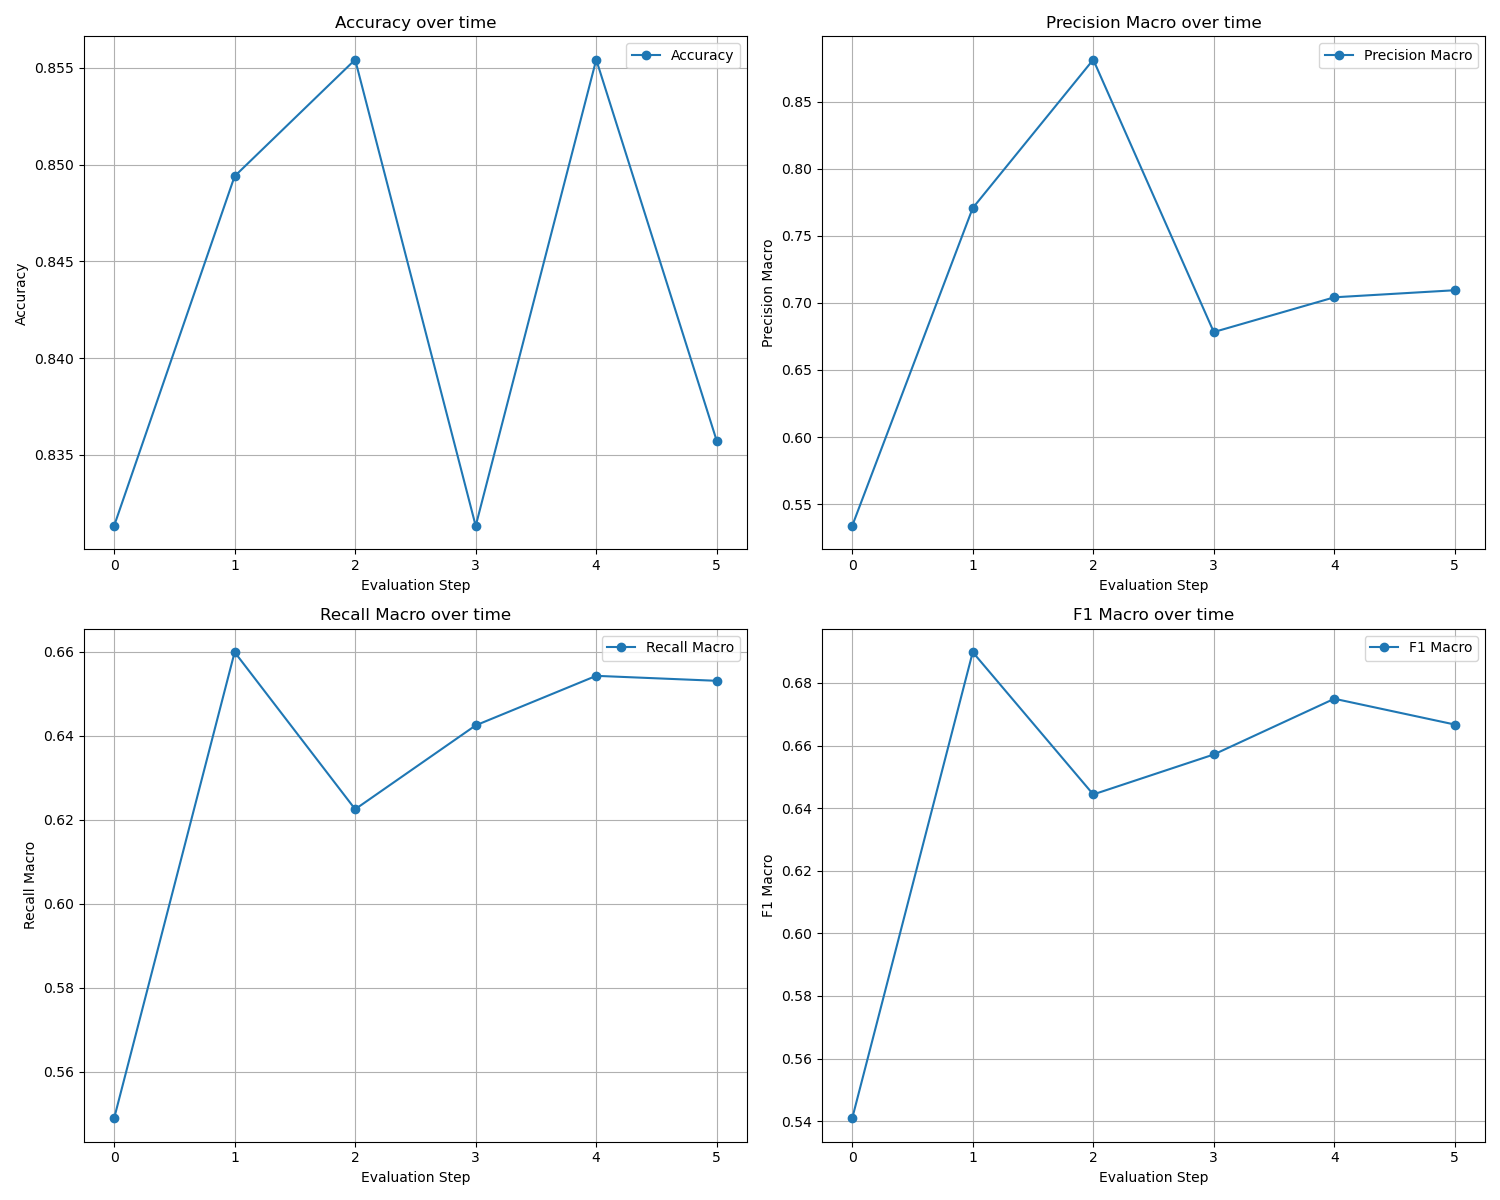 Accuracy over time
Accuracy
0.855
0.850
0.845
0.840
0.835
Accuracy
0 1 2 3 4 5
Evaluation Step
Precision Macro over time
Precision Macro
0.85
0.80
0.75
0.70
0.65
0.60
0.55
Precision Macro
0 1 2 3 4 5
Evaluation Step
Recall Macro over time
Recall Macro
0.66
0.64
0.62
0.60
0.58
0.56
Recall Macro
0 1 2 3 4 5
Evaluation Step
F1 Macro over time
F1 Macro
0.68
0.66
0.64
0.62
0.60
0.58
0.56
0.54
F1 Macro
0 1 2 3 4 5
Evaluation Step